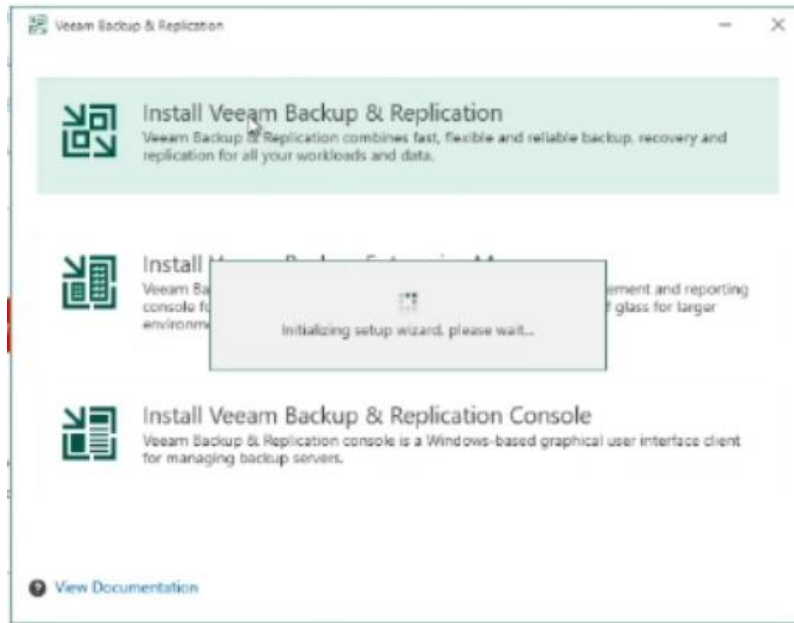 Veeam Backup & Replication
Install Veeam Backup & Replication
Veeam Backup & Replication combines fast, flexible and reliable backup, recovery and
replication for all your workloads and data.
Install
Veeam Ba
ement and reporting
console fo
f glass for larger
environme
Initializing setup wizard, please wait...
Install Veeam Backup & Replication Console
Veeam Backup & Replication console is a Windows-based graphical user interface client
for managing backup servers.
View Documentation